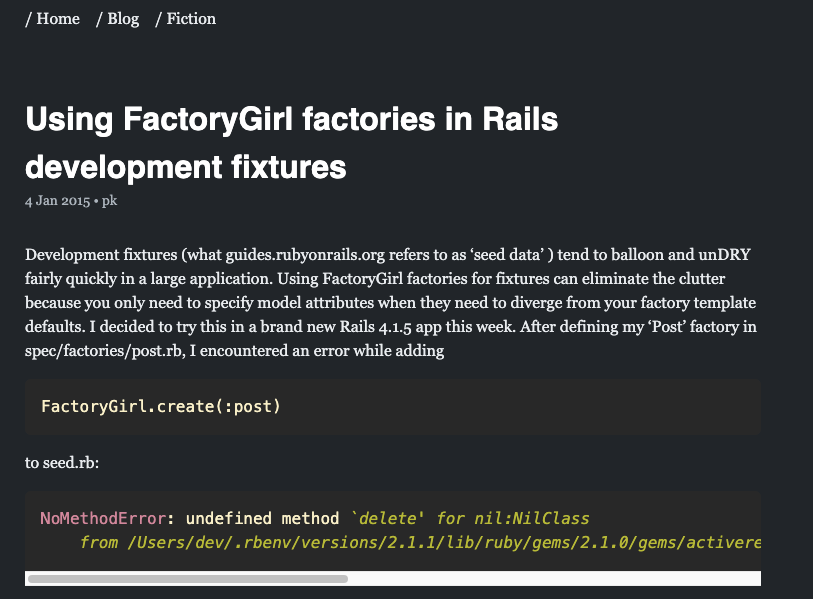 / Home / Blog / Fiction
Using FactoryGirl factories in Rails
development fixtures
4 Jan 2015 • pk
Development fixtures (what guides.rubyonrails.org refers to as ‘seed data’ ) tend to balloon and unDRY
fairly quickly in a large application. Using FactoryGirl factories for fixtures can eliminate the clutter
because you only need to specify model attributes when they need to diverge from your factory template
defaults. I decided to try this in a brand new Rails 4.1.5 app this week. After defining my ‘Post’ factory in
spec/factories/post.rb, I encountered an error while adding
FactoryGirl.create(:post)
to seed.rb:
NoMethodError: undefined method `delete' for nil:NilClass
from /Users/dev/.rbenv/versions/2.1.1/lib/ruby/gems/2.1.0/gems/activere